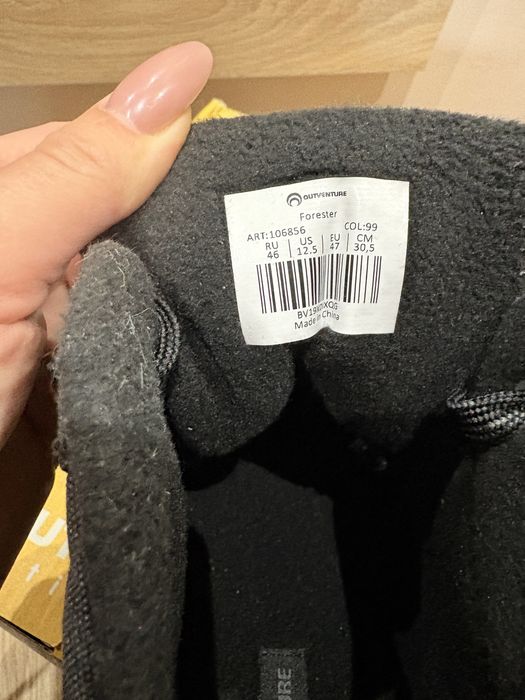 OUTVENTURE
Forester
ART:106856 COL:99
RU US EU CM
46 12.5 47 30,5
Made in China